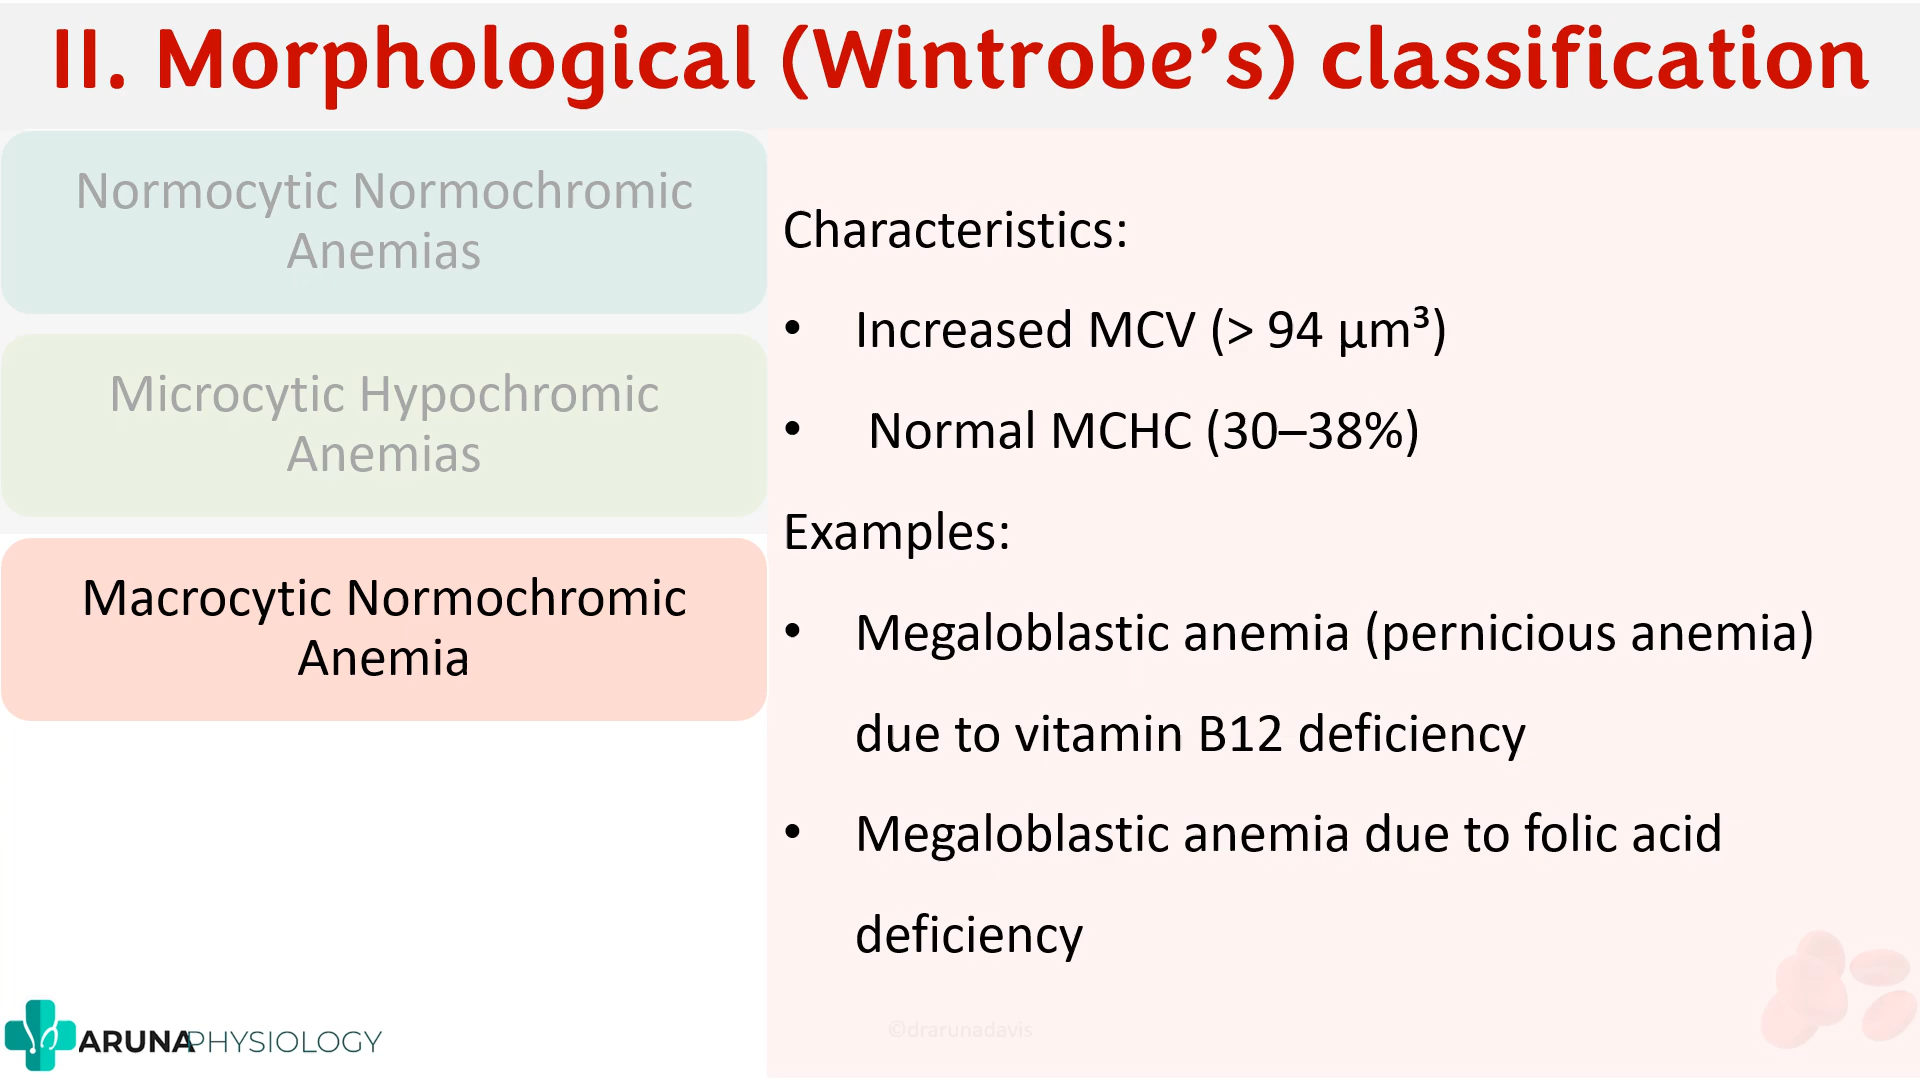 II. Morphological (Wintrobe’s) classification
Normocytic Normochromic
Anemias
Microcytic Hypochromic
Anemias
Macrocytic Normochromic
Anemia
Characteristics:
• Increased MCV (> 94 μm³)
• Normal MCHC (30–38%)
Examples:
• Megaloblastic anemia (pernicious anemia)
due to vitamin B12 deficiency
• Megaloblastic anemia due to folic acid
deficiency
ARUNAPHYSIOLOGY
©drarunadavis